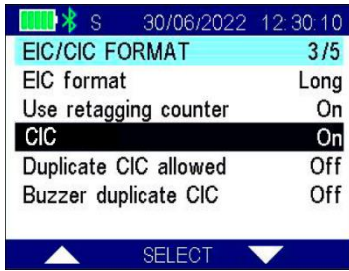 S 30/06/2022 12:30:10
EIC/CIC FORMAT 3/5
EIC format Long
Use retagging counter On
CIC On
Duplicate CIC allowed Off
Buzzer duplicate CIC Off
SELECT